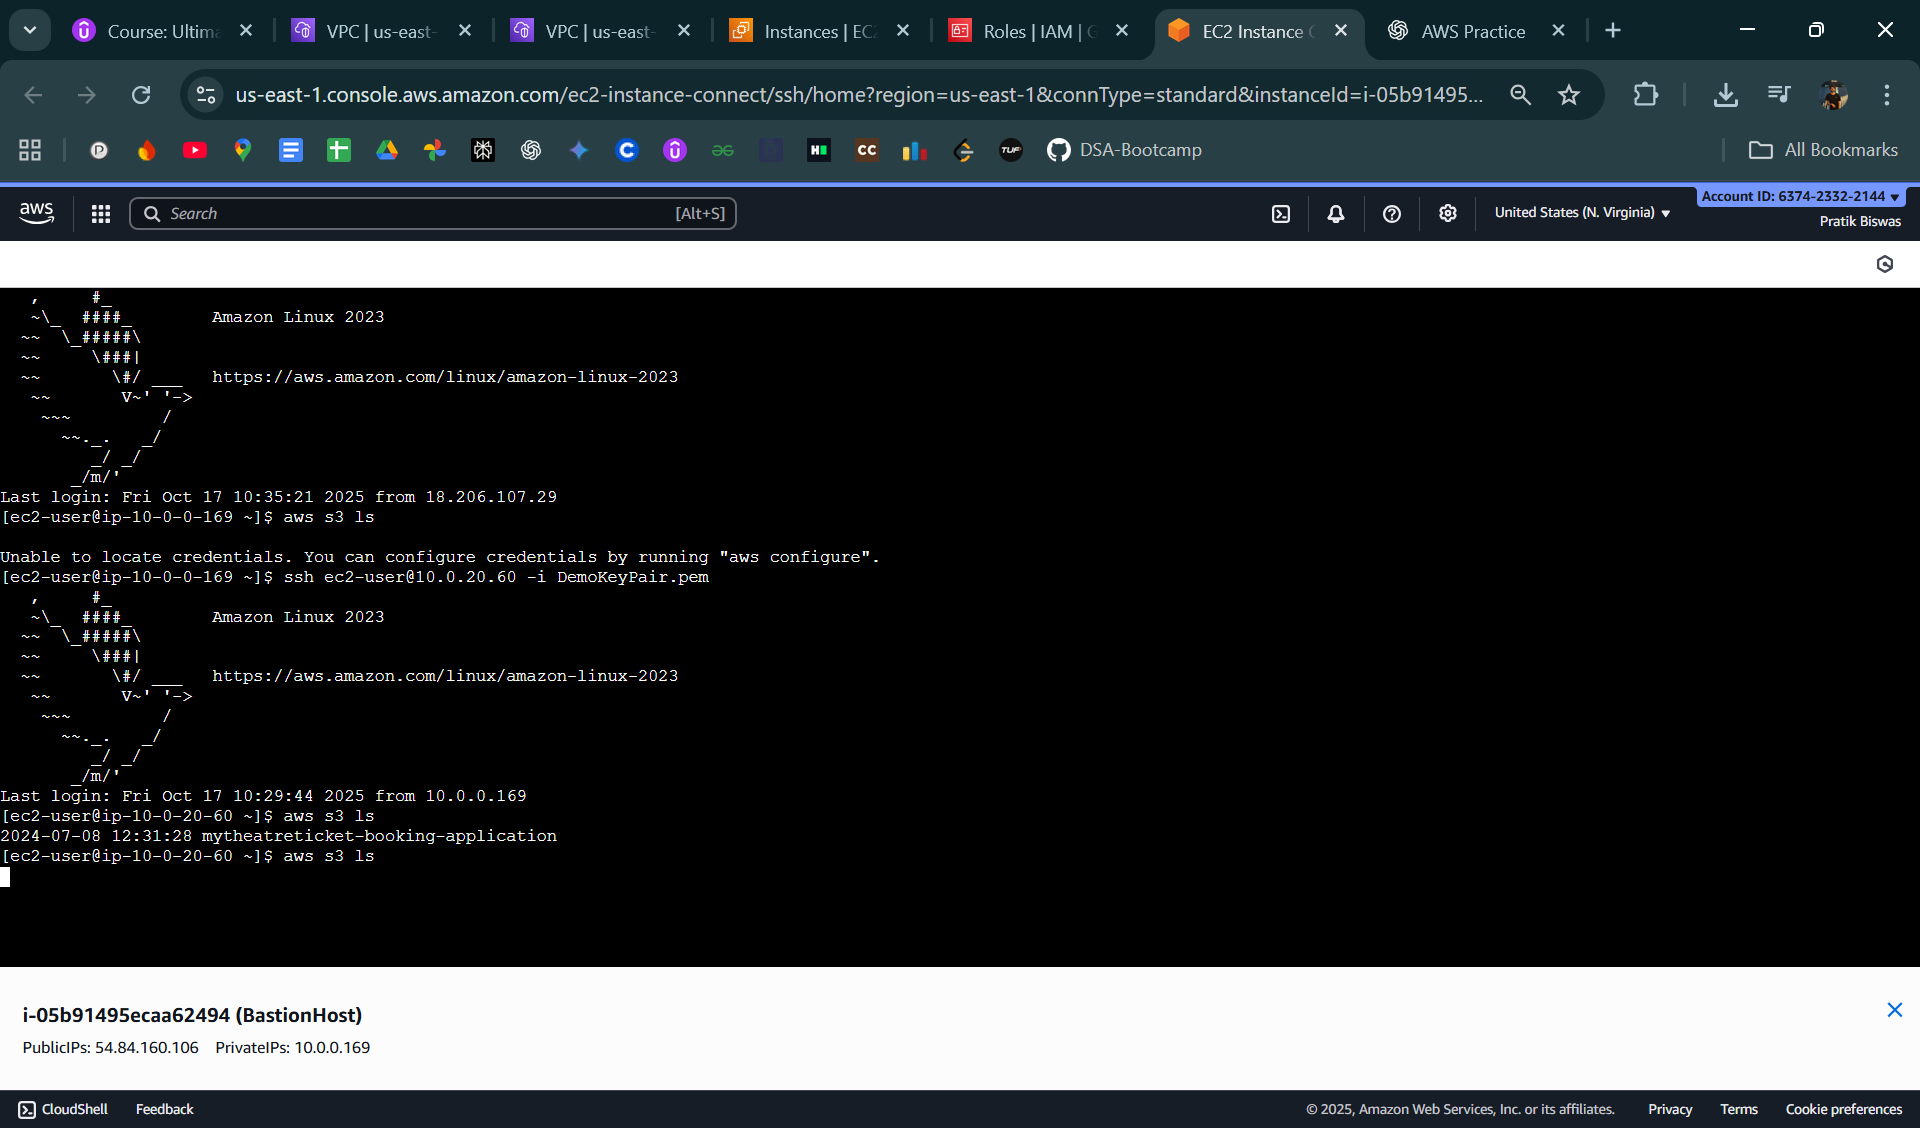 Course: Ultima
VPC | us-east-
VPC | us-east-
Instances | EC2
Roles | IAM | G
EC2 Instance C
AWS Practice
us-east-1.console.aws.amazon.com/ec2-instance-connect/ssh/home?region=us-east-1&connType=standard&instanceId=i-05b91495...
DSA-Bootcamp
All Bookmarks
aws
Search
[Alt+S]
United States (N. Virginia)
Account ID: 6374-2332-2144
Pratik Biswas
   ,     #_
   ~\_  ####_        Amazon Linux 2023
  ~~  \_#####\
  ~~     \###|
  ~~       \#/ ___   https://aws.amazon.com/linux/amazon-linux-2023
   ~~       V~' '->
    ~~~         /
      ~~._.   _/
         _/ _/
       _/m/'
Last login: Fri Oct 17 10:35:21 2025 from 18.206.107.29
[ec2-user@ip-10-0-0-169 ~]$ aws s3 ls
Unable to locate credentials. You can configure credentials by running "aws configure".
[ec2-user@ip-10-0-0-169 ~]$ ssh ec2-user@10.0.20.60 -i DemoKeyPair.pem
   ,     #_
   ~\_  ####_        Amazon Linux 2023
  ~~  \_#####\
  ~~     \###|
  ~~       \#/ ___   https://aws.amazon.com/linux/amazon-linux-2023
   ~~       V~' '->
    ~~~         /
      ~~._.   _/
         _/ _/
       _/m/'
Last login: Fri Oct 17 10:29:44 2025 from 10.0.0.169
[ec2-user@ip-10-0-20-60 ~]$ aws s3 ls
2024-07-08 12:31:28 mytheatreticket-booking-application
[ec2-user@ip-10-0-20-60 ~]$ aws s3 ls
i-05b91495ecaa62494 (BastionHost)
PublicIPs: 54.84.160.106    PrivateIPs: 10.0.0.169
CloudShell
Feedback
© 2025, Amazon Web Services, Inc. or its affiliates.
Privacy
Terms
Cookie preferences